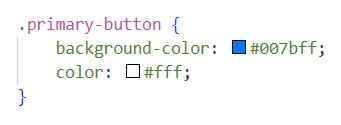 .primary-button {
    background-color: #007bff;
    color: #fff;
}